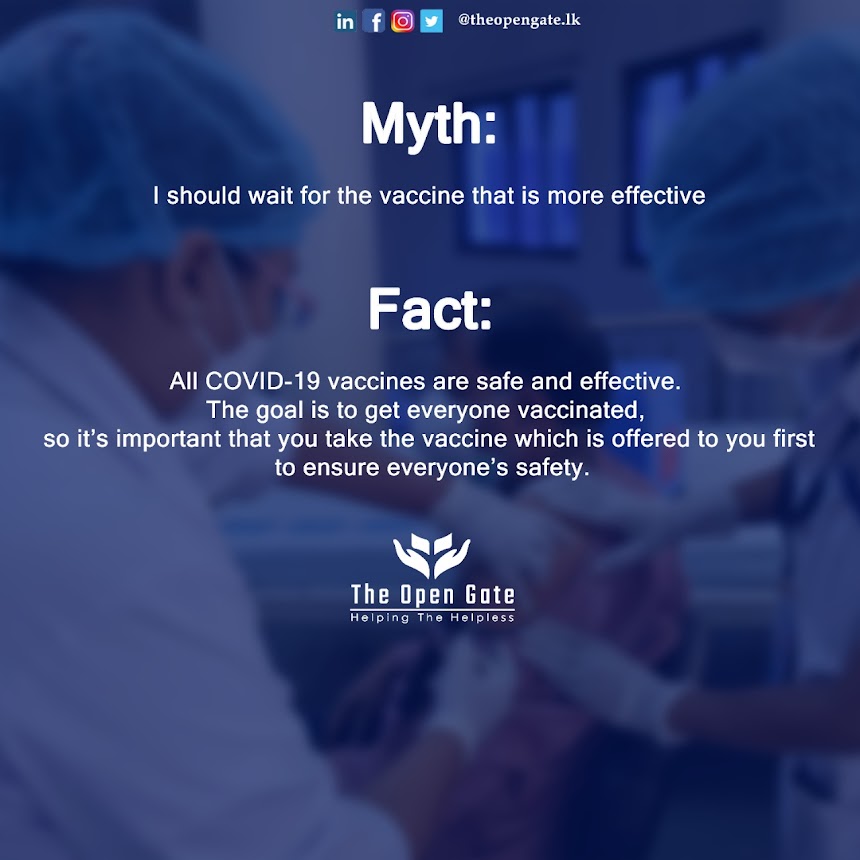 @theopengate.lk
Myth:
I should wait for the vaccine that is more effective
Fact:
All COVID-19 vaccines are safe and effective.
The goal is to get everyone vaccinated,
so it’s important that you take the vaccine which is offered to you first
to ensure everyone’s safety.
The Open Gate
Helping The Helpless